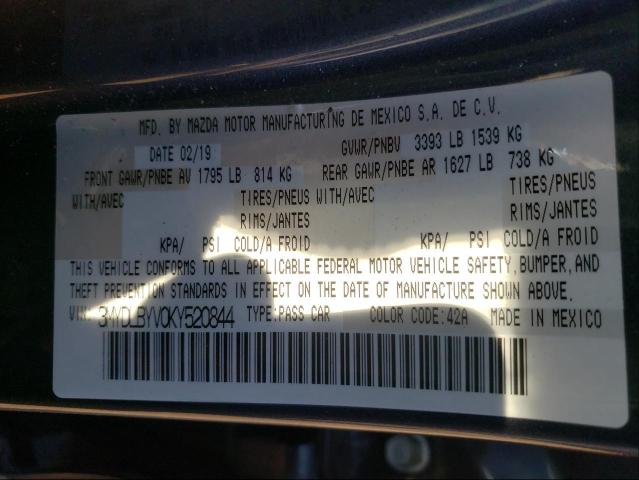 MFD. BY MAZDA MOTOR MANUFACTURING DE MEXICO S.A. DE C.V.
DATE 02/19 GVWR/PNBV 3393 LB 1539 KG
FRONT GAWR/PNBE AV 1795 LB 814 KG REAR GAWR/PNBE AR 1627 LB 738 KG
WITH/AVEC TIRES/PNEUS WITH/AVEC TIRES/PNEUS
RIMS/JANTES RIMS/JANTES
KPA/ PSI COLD/A FROID KPA/ PSI COLD/A FROID
THIS VEHICLE CONFORMS TO ALL APPLICABLE FEDERAL MOTOR VEHICLE SAFETY, BUMPER, AND
THEFT PREVENTION STANDARDS IN EFFECT ON THE DATE OF MANUFACTURE SHOWN ABOVE.
VIN: 3MYDLBYV0KY520844 TYPE:PASS CAR COLOR CODE:42A MADE IN MEXICO